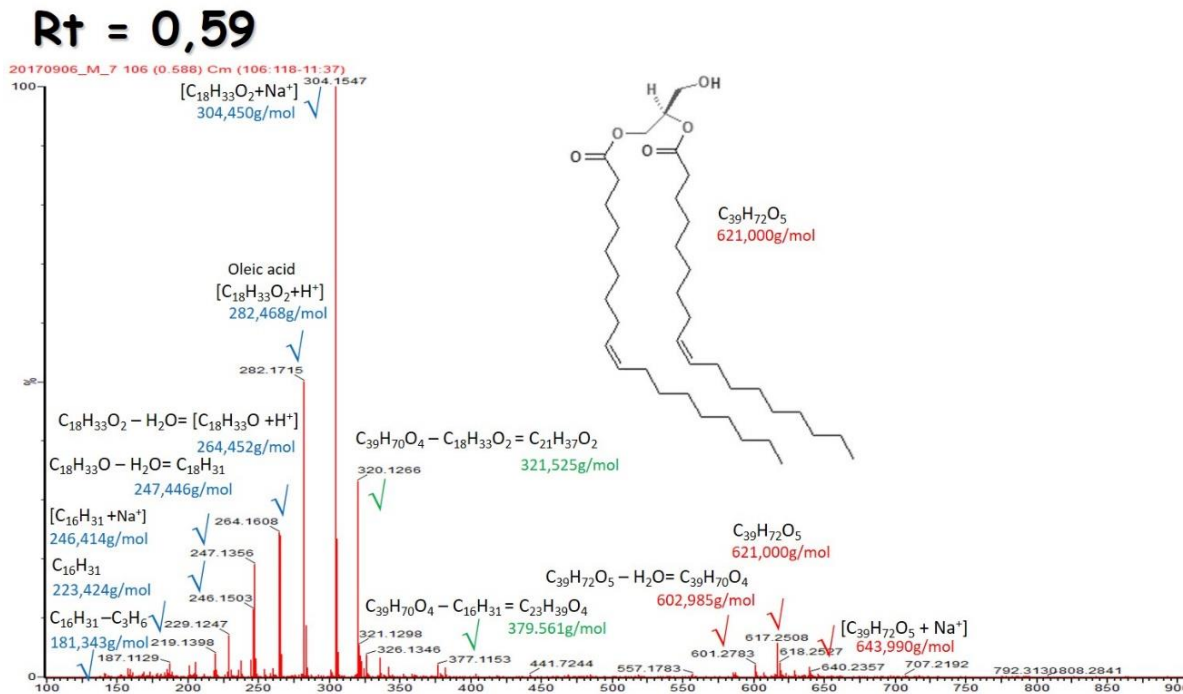 Rt = 0,59
20170906_M_7 106 (0.588) Cm (106:118-11:37)
100
%
0
304.1547
[C₁₈H₃₃O₂+Na⁺]
304,450g/mol
H
OH
O
O
O
O
C₃₉H₇₂O₅
621,000g/mol
Oleic acid
[C₁₈H₃₃O₂+H⁺]
282,468g/mol
282.1715
C₁₈H₃₃O₂ – H₂O= [C₁₈H₃₃O +H⁺]
264,452g/mol
C₁₈H₃₃O – H₂O= C₁₈H₃₁
247,446g/mol
[C₁₆H₃₁ +Na⁺]
246,414g/mol
C₁₆H₃₁
223,424g/mol
C₁₆H₃₁–C₃H₆
181,343g/mol
264.1608
247.1356
246.1503
229.1247
219.1398
187.1129
C₃₉H₇₀O₄ – C₁₈H₃₃O₂ = C₂₁H₃₇O₂
321,525g/mol
320.1266
C₃₉H₇₀O₄ – C₁₆H₃₁ = C₂₃H₃₉O₄
379.561g/mol
321.1298
326.1346
377.1153
441.7244
557.1783
C₃₉H₇₂O₅
621,000g/mol
C₃₉H₇₂O₅ – H₂O= C₃₉H₇₀O₄
602,985g/mol
[C₃₉H₇₂O₅ + Na⁺]
643,990g/mol
617.2508
601.2783
640.2357
707.2192
808.2841
100 150 200 250 300 350 400 450 500 550 600 650 700 750 800 850 900